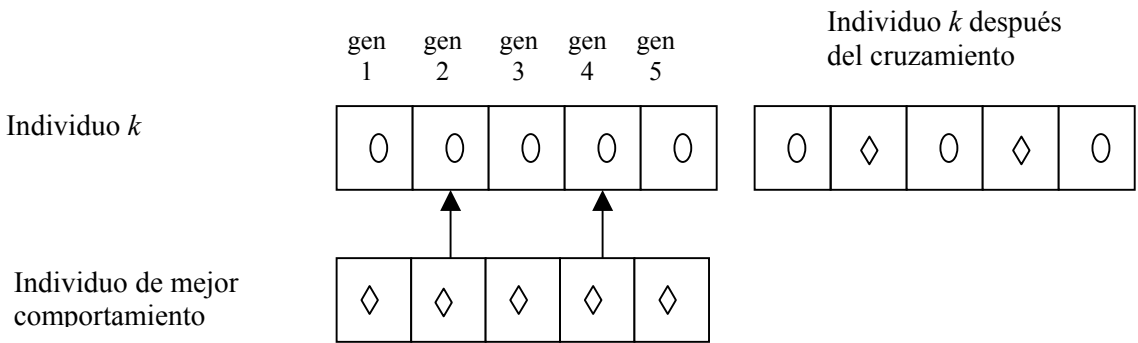 Individuo k después
del cruzamiento
gen gen gen gen gen
1 2 3 4 5
Individuo k
Individuo de mejor
comportamiento